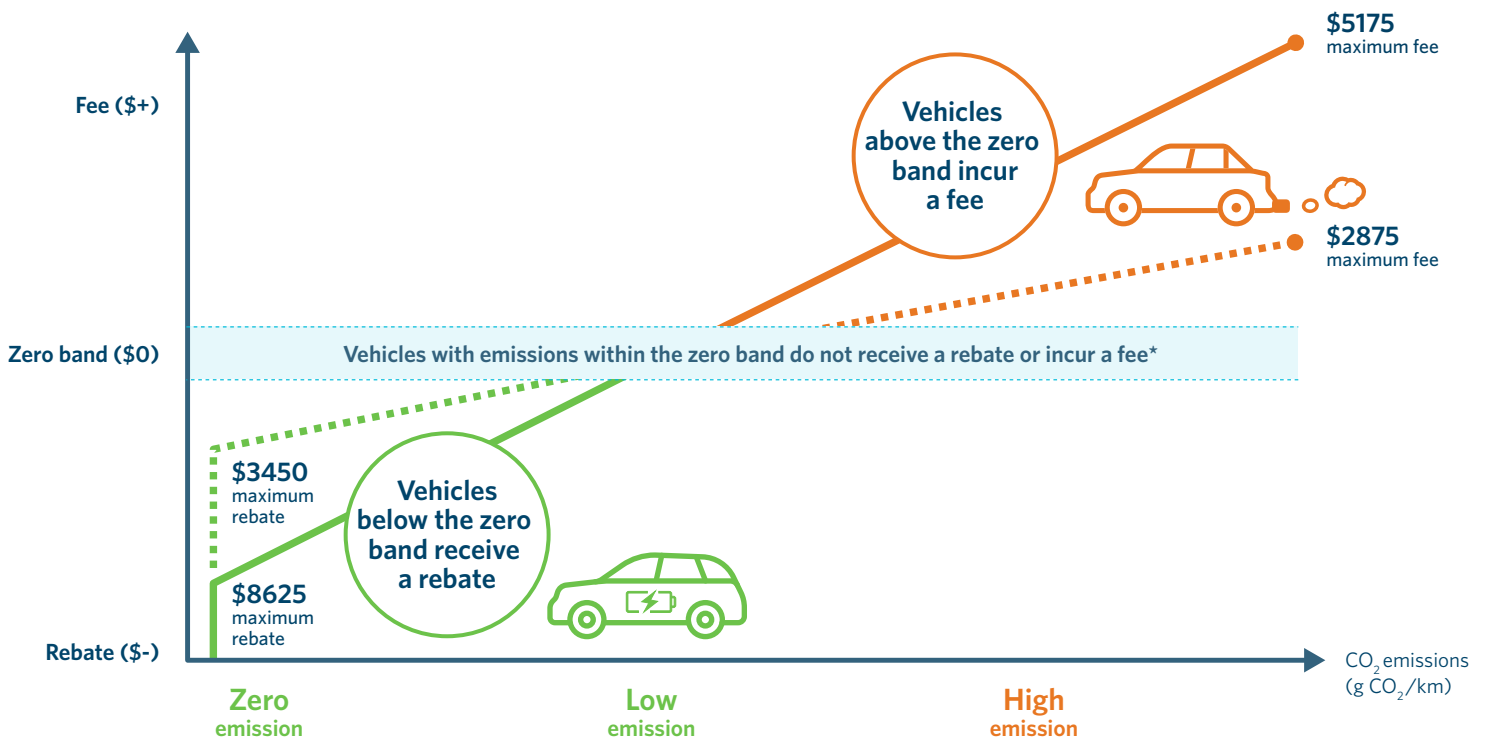 $5175
maximum fee
Fee ($+)
Vehicles
above the zero
band incur
a fee
$2875
maximum fee
Zero band ($0)
Vehicles with emissions within the zero band do not receive a rebate or incur a fee*
$3450
maximum
rebate
Vehicles
below the zero
band receive
a rebate
$8625
maximum
rebate
Rebate ($-)
CO₂ emissions
(g CO₂/km)
Zero
emission
Low
emission
High
emission